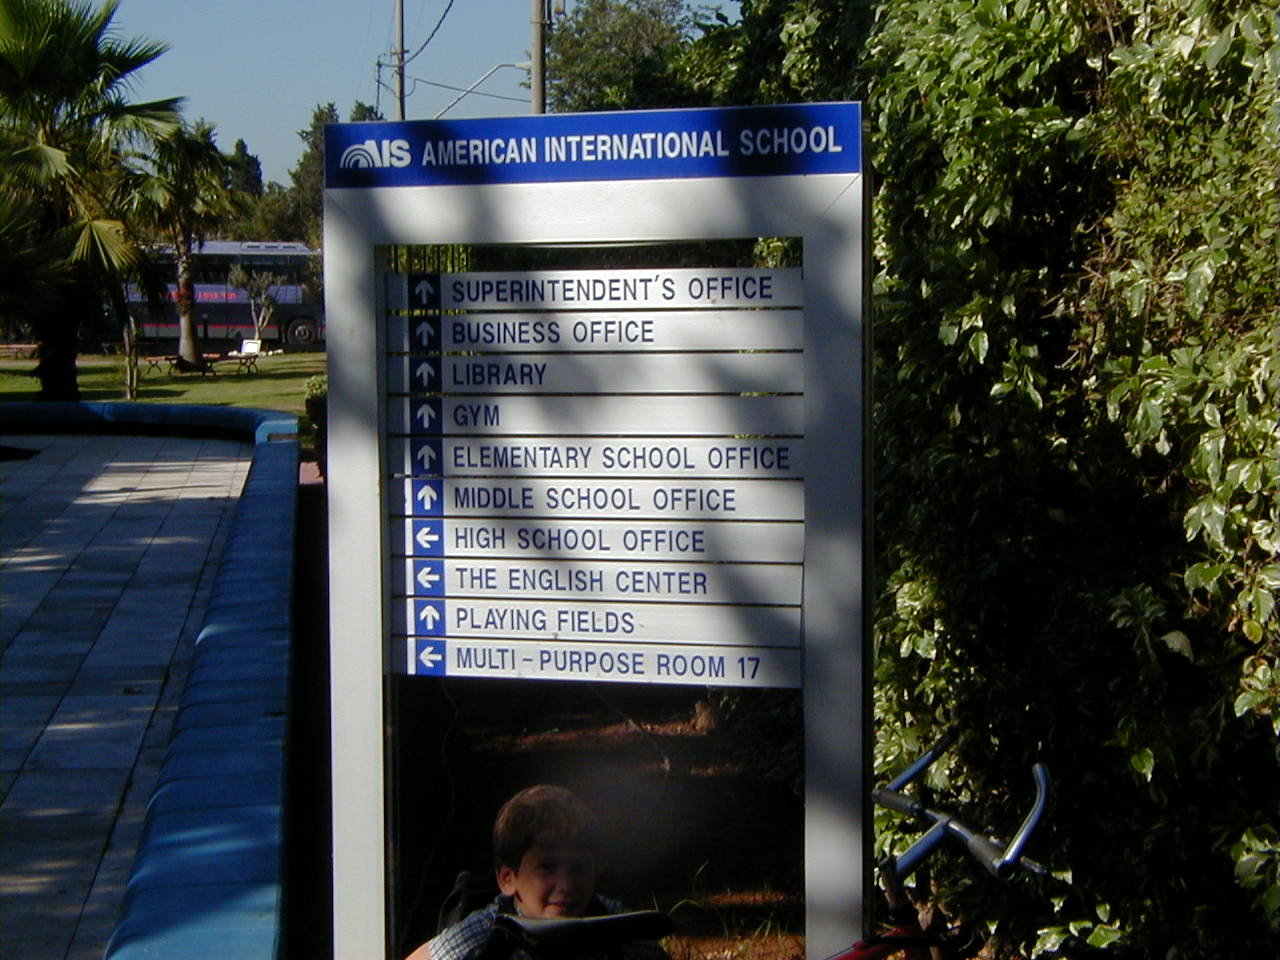 AIS AMERICAN INTERNATIONAL SCHOOL
↑ SUPERINTENDENT'S OFFICE
↑ BUSINESS OFFICE
↑ LIBRARY
↑ GYM
↑ ELEMENTARY SCHOOL OFFICE
↑ MIDDLE SCHOOL OFFICE
← HIGH SCHOOL OFFICE
← THE ENGLISH CENTER
↑ PLAYING FIELDS
← MULTI-PURPOSE ROOM 17